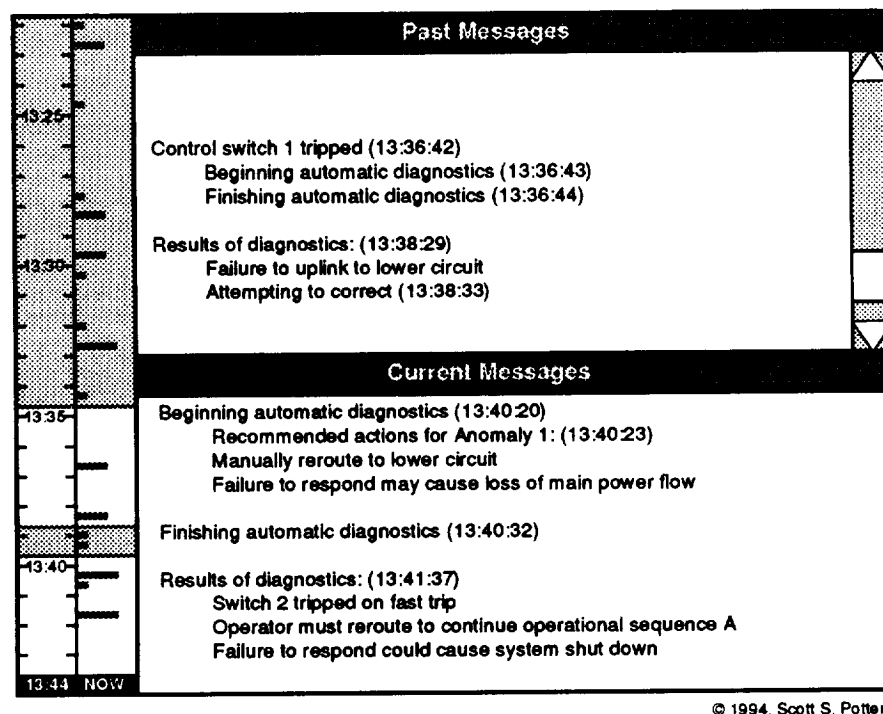 Past Messages
13:25
Control switch 1 tripped (13:36:42)
Beginning automatic diagnostics (13:36:43)
Finishing automatic diagnostics (13:36:44)
Results of diagnostics: (13:38:29)
13:30
Failure to uplink to lower circuit
Attempting to correct (13:38:33)
Current Messages
13:35
Beginning automatic diagnostics (13:40:20)
Recommended actions for Anomaly 1: (13:40:23)
Manually reroute to lower circuit
Failure to respond may cause loss of main power flow
Finishing automatic diagnostics (13:40:32)
13:40
Results of diagnostics: (13:41:37)
Switch 2 tripped on fast trip
Operator must reroute to continue operational sequence A
Failure to respond could cause system shut down
13:44 NOW
© 1994, Scott S. Potter